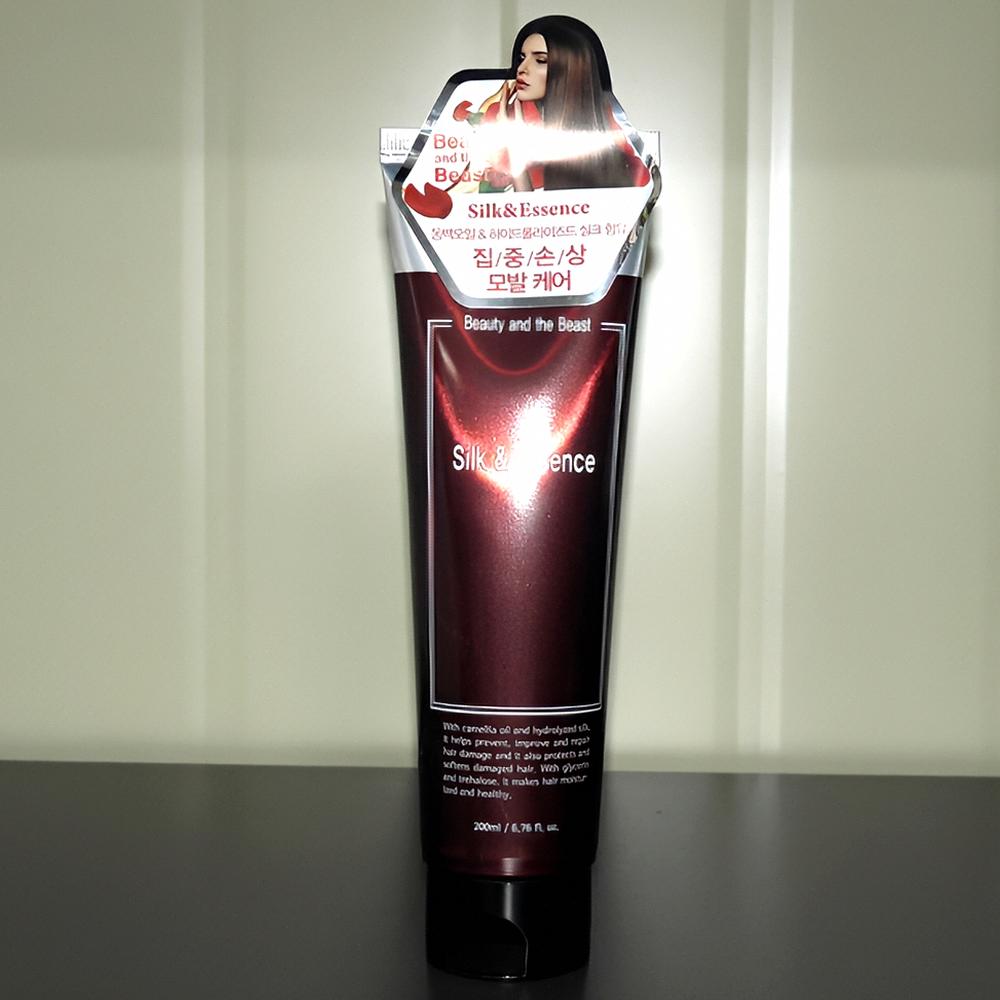 and the
Silk&Essence
동백오일 & 하이드롤라이즈드 실크 함유
집/중/손/상
모발 케어
Beauty and the Beast
Silk & Essence
With camellia oil and hydrolyzed silk,
it helps prevent, improve and repair
hair damage and it also protects and
softens damaged hair. With glycerin
and trehalose, it makes hair moistur-
ized and healthy.
200ml / 6.76 fl. oz.